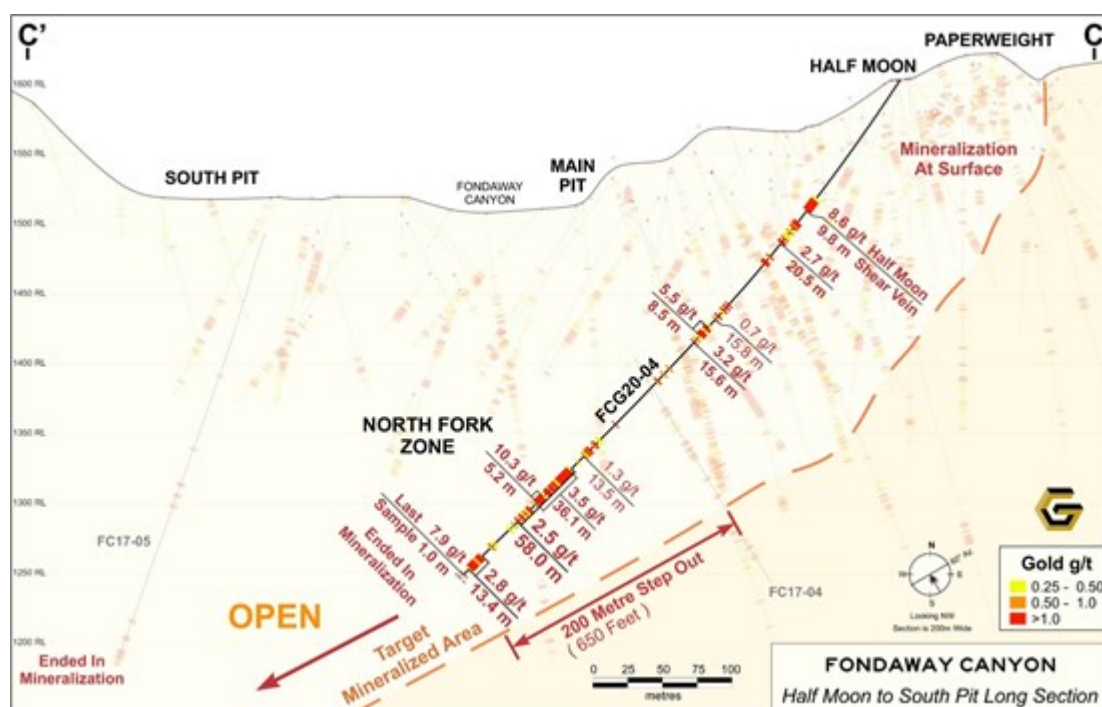 C'
C
PAPERWEIGHT
HALF MOON
1600 RL
1550 RL
1500 RL
1450 RL
1400 RL
1350 RL
1300 RL
1250 RL
1200 RL
SOUTH PIT
FONDAWAY
CANYON
MAIN
PIT
Mineralization
At Surface
8.6 g/t Half Moon
9.8 m Shear Vein
2.7 g/t
20.5 m
5.5 g/t
8.5 m
0.7 g/t
15.8 m
3.2 g/t
15.6 m
FCG20-04
NORTH FORK
ZONE
10.3 g/t
5.2 m
1.3 g/t
13.5 m
3.5 g/t
36.1 m
2.5 g/t
58.0 m
Last 7.9 g/t
Sample 1.0 m
Ended In
Mineralization
2.8 g/t
13.4 m
FC17-05
FC17-04
OPEN
Target
Mineralized Area
200 Metre Step Out
( 650 Feet )
Ended In
Mineralization
0 25 50 75 100
metres
N
W
E
S
Looking NW
Section is 200m Wide
Gold g/t
0.25 - 0.50
0.50 - 1.0
>1.0
FONDAWAY CANYON
Half Moon to South Pit Long Section